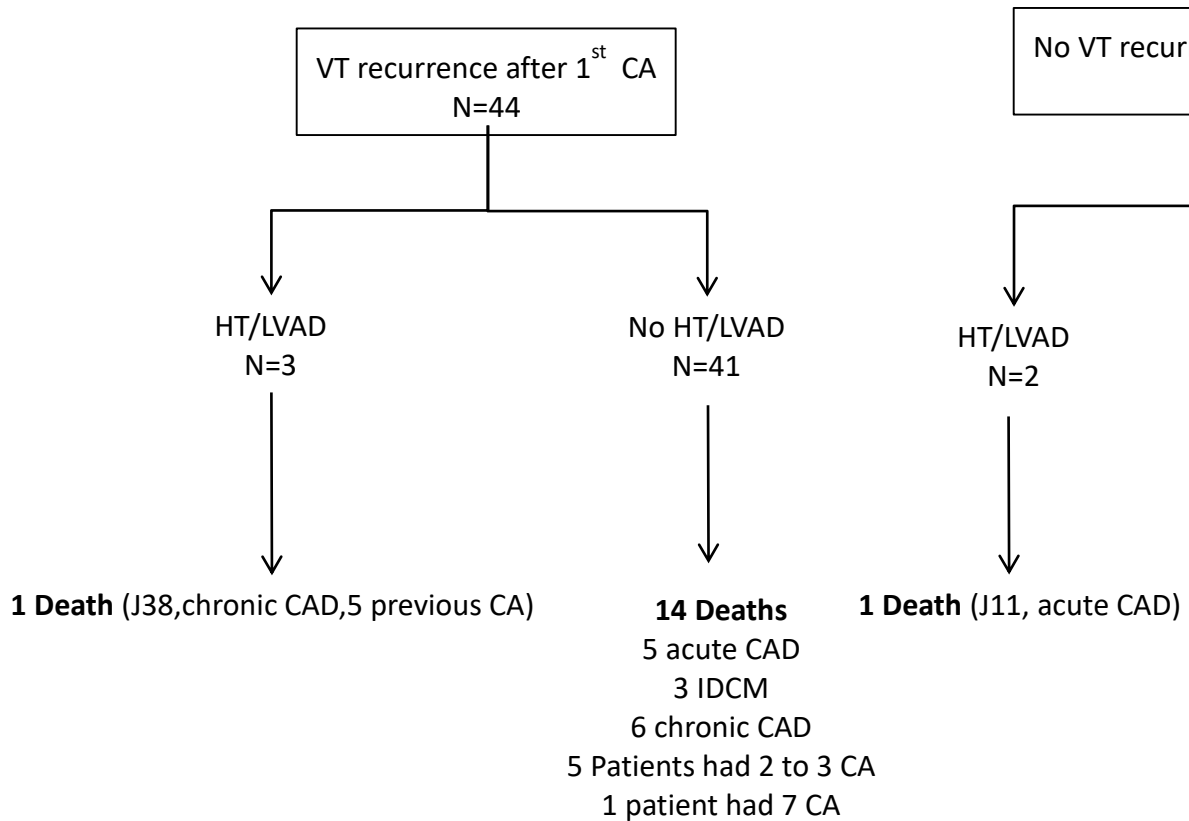 VT recurrence after 1st CA
N=44
No VT recur
HT/LVAD
N=3
No HT/LVAD
N=41
HT/LVAD
N=2
1 Death (J38,chronic CAD,5 previous CA)
14 Deaths
5 acute CAD
3 IDCM
6 chronic CAD
5 Patients had 2 to 3 CA
1 patient had 7 CA
1 Death (J11, acute CAD)